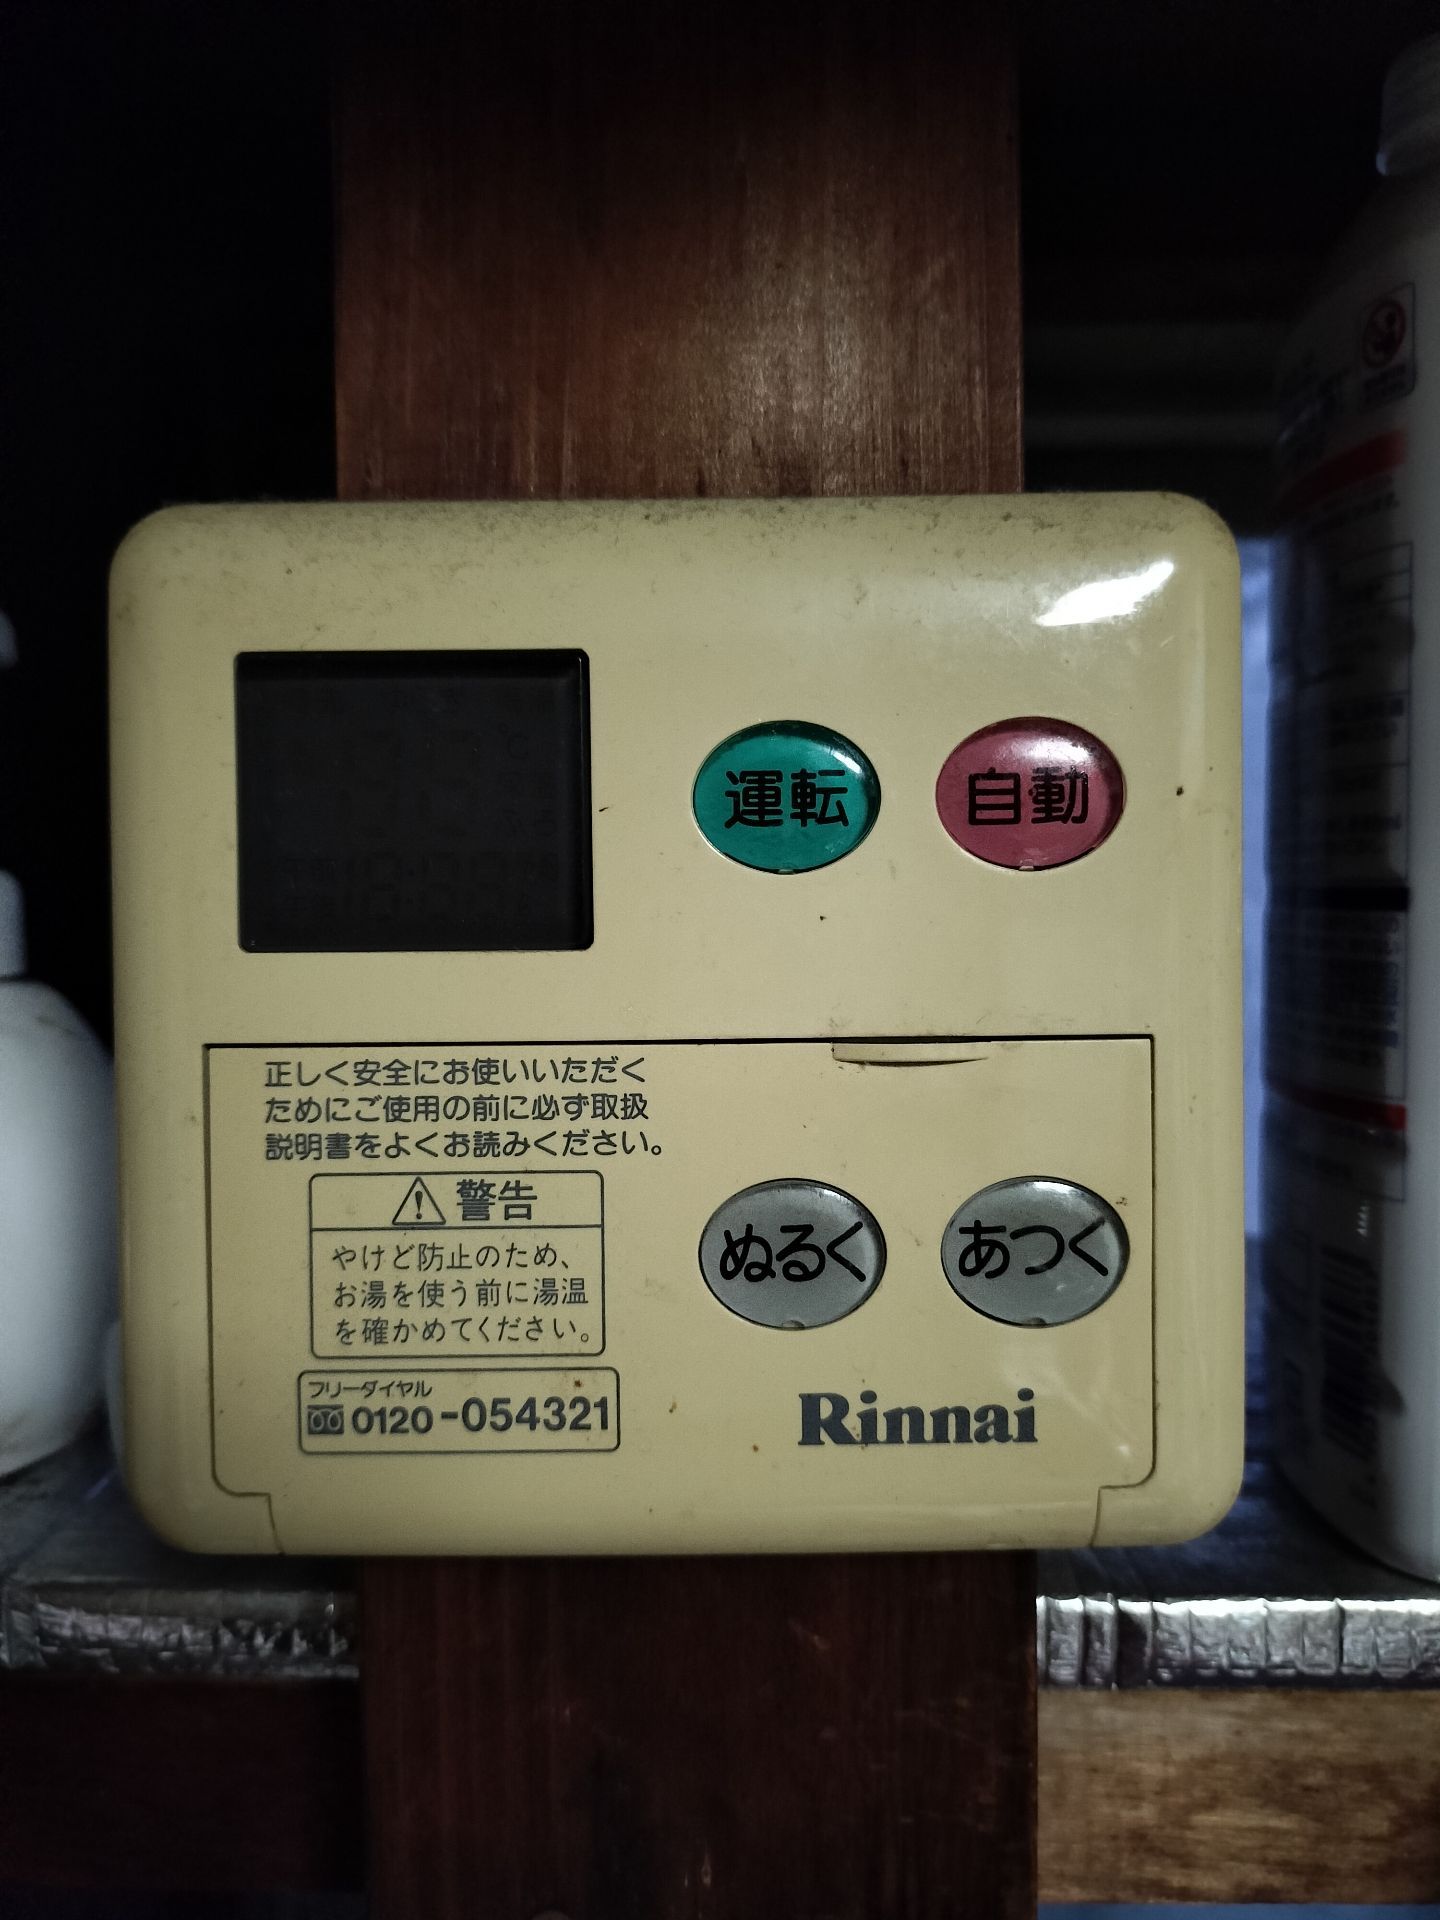 ℃
運転
自動
正しく安全にお使いいただく
ためにご使用の前に必ず取扱
説明書をよくお読みください。
警告
やけど防止のため、
お湯を使う前に湯温
を確かめてください。
フリーダイヤル
0120-054321
ぬるく
あつく
Rinnai